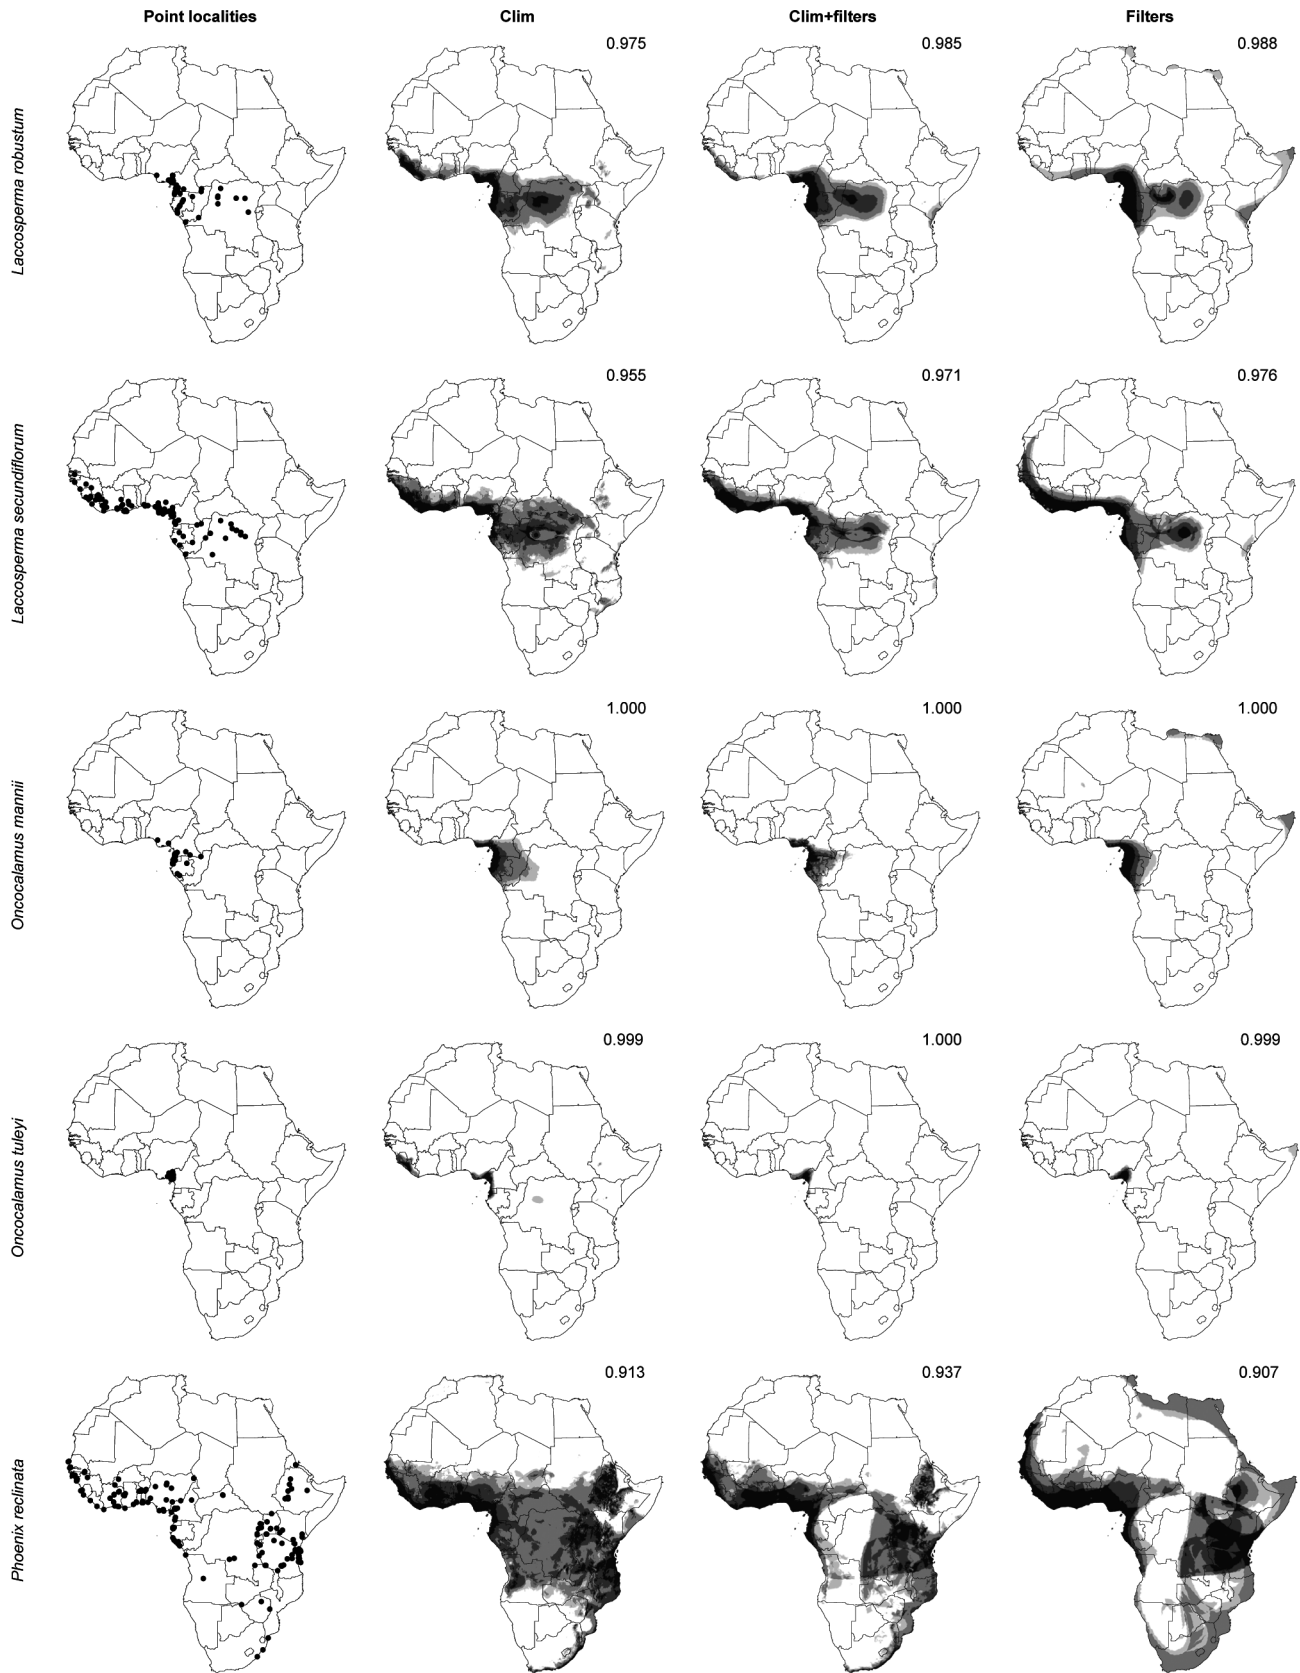 Point localities Clim Clim+filters Filters
Laccosperma robustum
0.975 0.985 0.988
Laccosperma secundiflorum
0.955 0.971 0.976
Oncocalamus mannii
1.000 1.000 1.000
Oncocalamus tuleyi
0.999 1.000 0.999
Phoenix reclinata
0.913 0.937 0.907